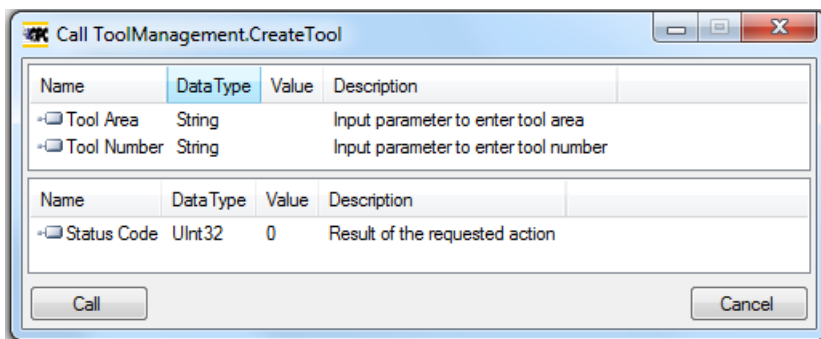 OPC Call ToolManagement.CreateTool
Name DataType Value Description
Tool Area String Input parameter to enter tool area
Tool Number String Input parameter to enter tool number
Name DataType Value Description
Status Code UInt32 0 Result of the requested action
Call Cancel